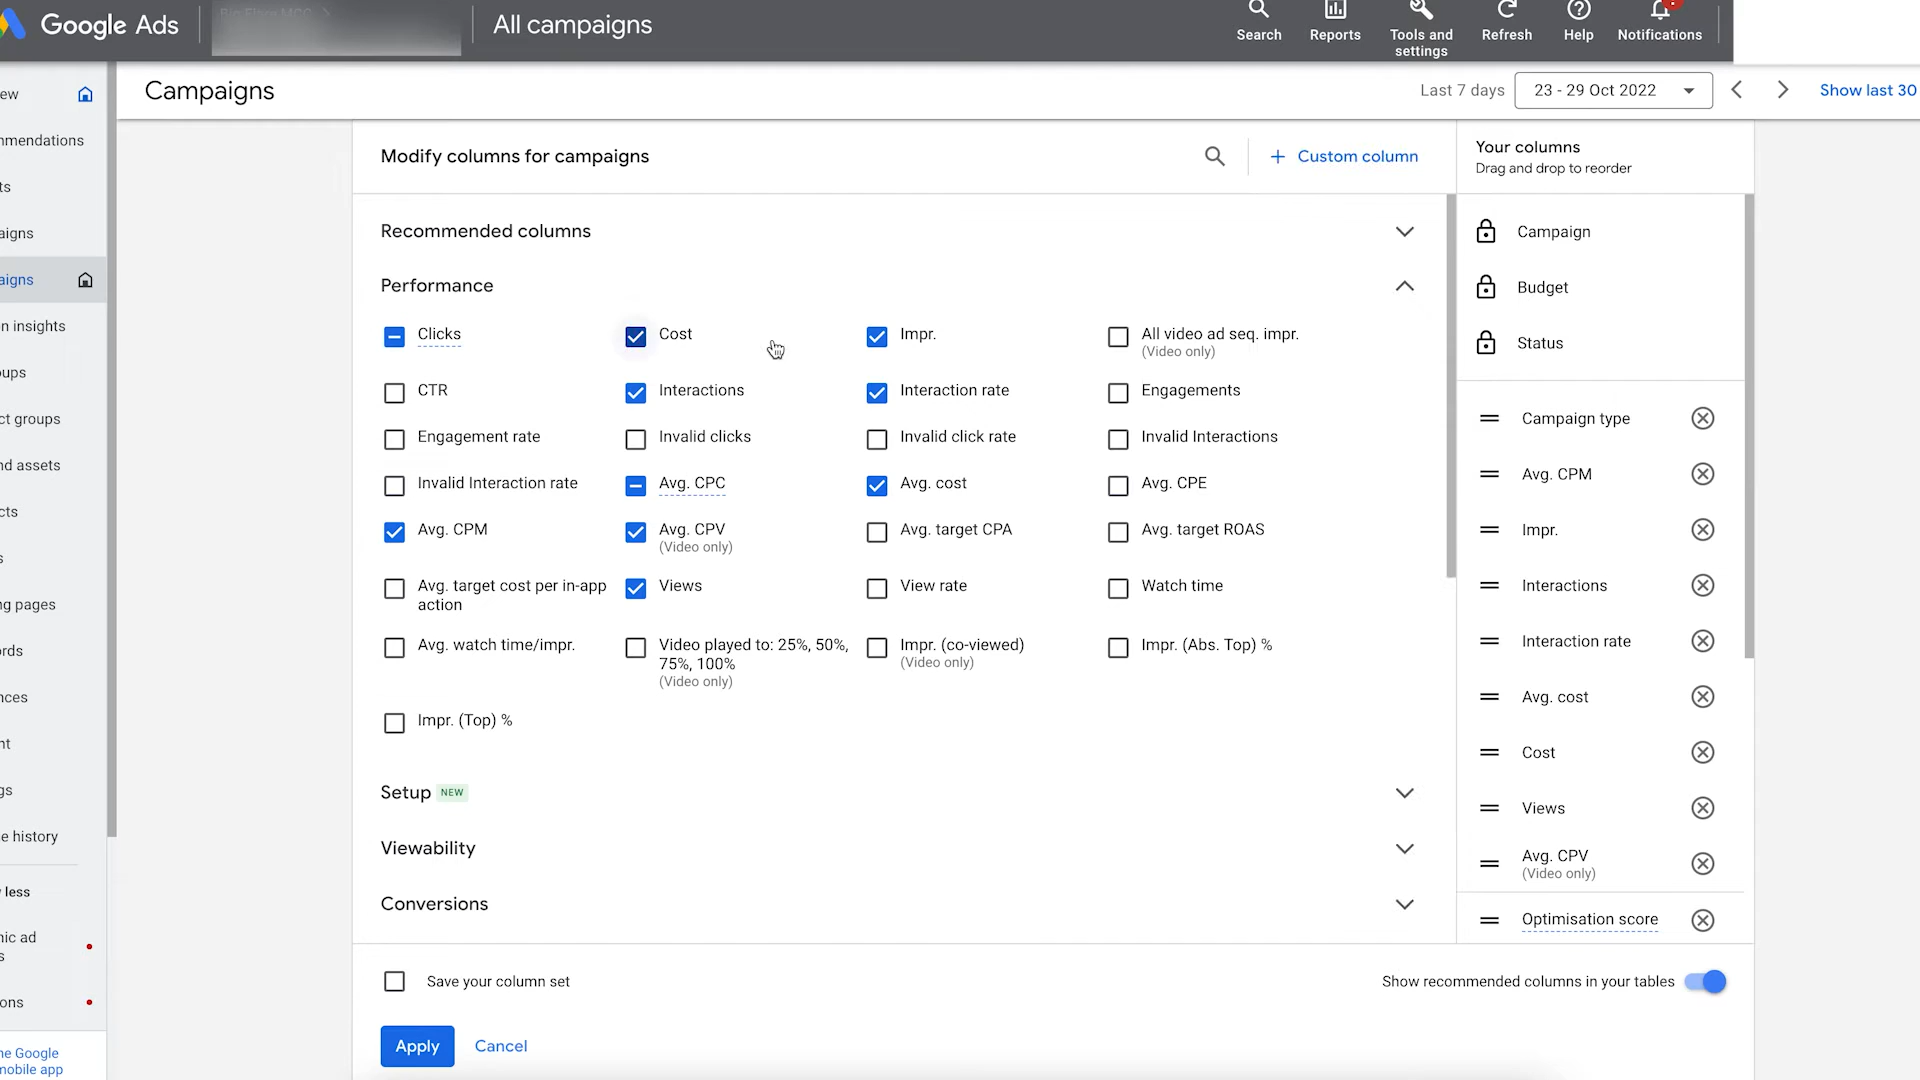 Google Ads
All campaigns
Search
Reports
Tools and
settings
Refresh
Help
Notifications
ew
Campaigns
Last 7 days
23 - 29 Oct 2022
Show last 30
mmendations
ts
aigns
aigns
n insights
ups
ct groups
nd assets
cts
s
ng pages
ords
nces
nt
gs
e history
less
nic ad
s
ons
he Google
mobile app
Modify columns for campaigns
Custom column
Recommended columns
Performance
Clicks
Cost
Impr.
All video ad seq. impr.
(Video only)
CTR
Interactions
Interaction rate
Engagements
Engagement rate
Invalid clicks
Invalid click rate
Invalid Interactions
Invalid Interaction rate
Avg. CPC
Avg. cost
Avg. CPE
Avg. CPM
Avg. CPV
(Video only)
Avg. target CPA
Avg. target ROAS
Avg. target cost per in-app
action
Views
View rate
Watch time
Avg. watch time/impr.
Video played to: 25%, 50%,
75%, 100%
(Video only)
Impr. (co-viewed)
(Video only)
Impr. (Abs. Top) %
Impr. (Top) %
Setup NEW
Viewability
Conversions
Your columns
Drag and drop to reorder
Campaign
Budget
Status
Campaign type
Avg. CPM
Impr.
Interactions
Interaction rate
Avg. cost
Cost
Views
Avg. CPV
(Video only)
Optimisation score
Save your column set
Show recommended columns in your tables
Apply
Cancel